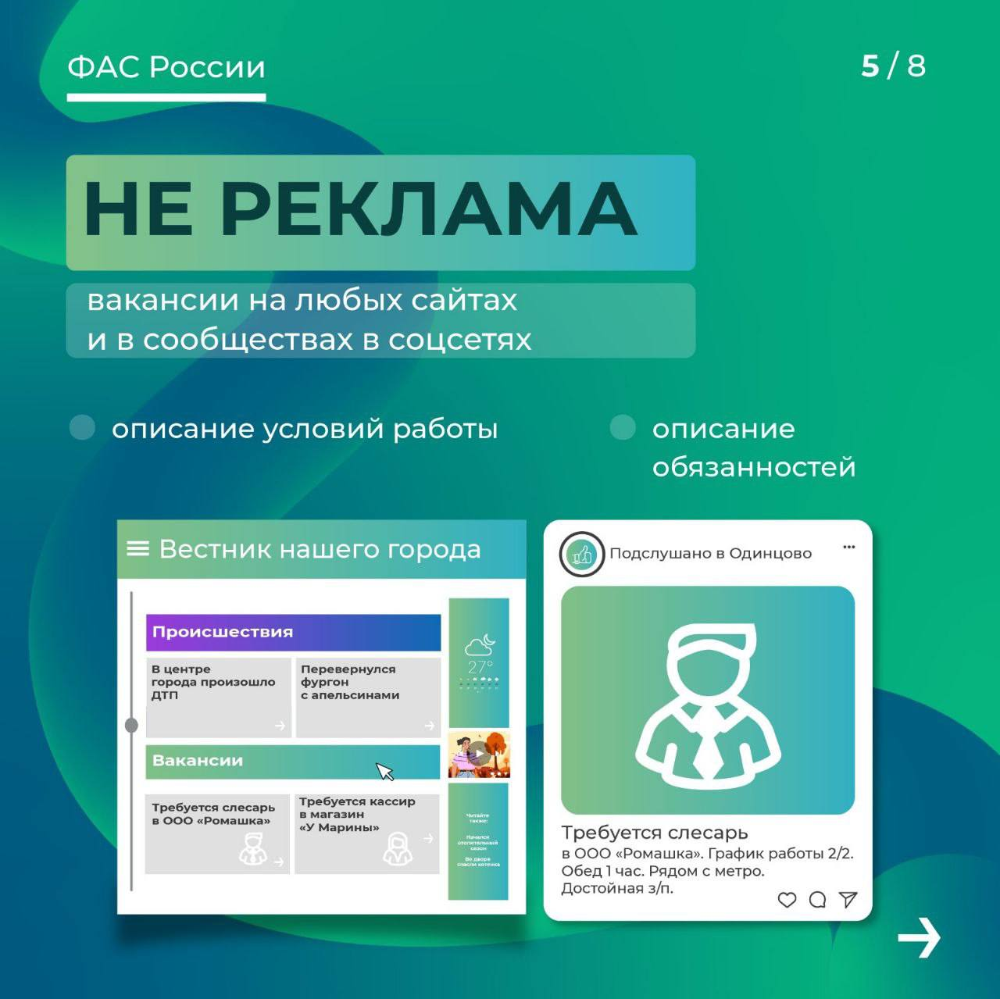 ФАС России
5 / 8
НЕ РЕКЛАМА
вакансии на любых сайтах
и в сообществах в соцсетях
описание условий работы
описание
обязанностей
Вестник нашего города
Происшествия
В центре
города произошло
ДТП
Перевернулся
фургон
с апельсинами
27°
Вакансии
Требуется слесарь
в ООО «Ромашка»
Требуется кассир
в магазин
«У Марины»
Читайте
также:
Начался
отопительный
сезон
Во дворе
спасли котенка
Подслушано в Одинцово
Требуется слесарь
в ООО «Ромашка». График работы 2/2.
Обед 1 час. Рядом с метро.
Достойная з/п.